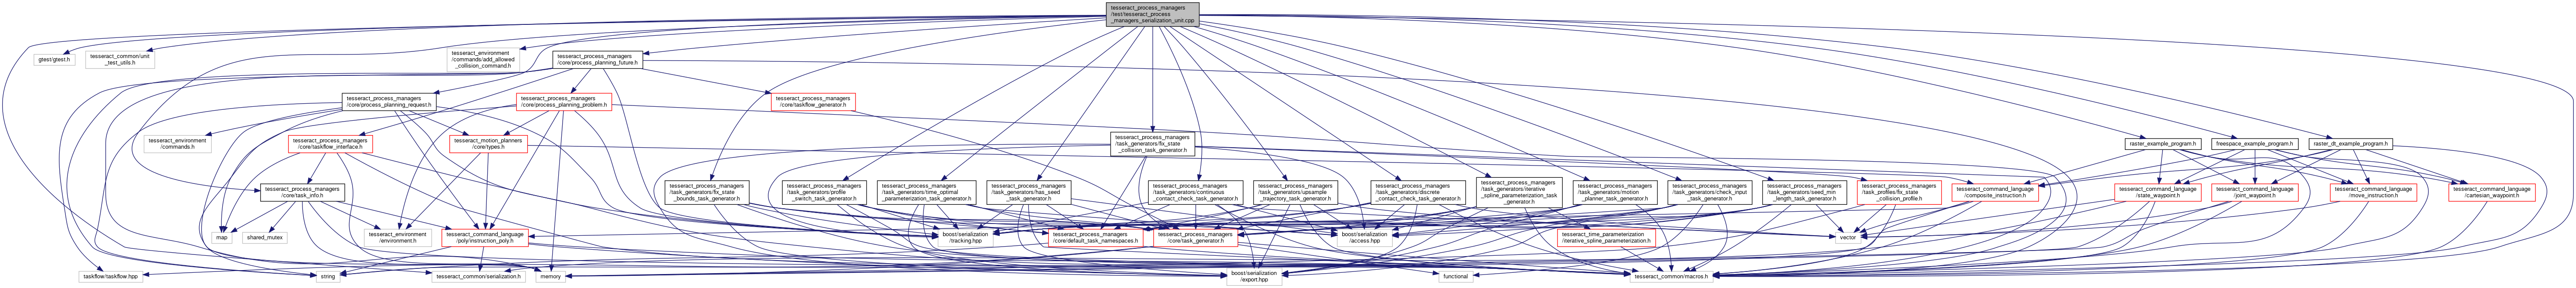 tesseract_process_managers
/test/tesseract_process
_managers_serialization_unit.cpp
gtest/gtest.h
tesseract_common/unit
_test_utils.h
tesseract_environment
/commands/add_allowed
_collision_command.h
tesseract_process_managers
/core/process_planning_future.h
tesseract_process_managers
/core/process_planning_request.h
tesseract_process_managers
/core/process_planning_problem.h
tesseract_process_managers
/core/taskflow_generator.h
tesseract_environment
/commands.h
tesseract_process_managers
/core/taskflow_interface.h
tesseract_motion_planners
/core/types.h
tesseract_process_managers
/task_generators/fix_state
_collision_task_generator.h
raster_example_program.h
freespace_example_program.h
raster_dt_example_program.h
tesseract_process_managers
/core/task_info.h
tesseract_process_managers
/task_generators/fix_state
_bounds_task_generator.h
tesseract_process_managers
/task_generators/profile
_switch_task_generator.h
tesseract_process_managers
/task_generators/time_optimal
_parameterization_task_generator.h
tesseract_process_managers
/task_generators/has_seed
_task_generator.h
tesseract_process_managers
/task_generators/continuous
_contact_check_task_generator.h
tesseract_process_managers
/task_generators/upsample
_trajectory_task_generator.h
tesseract_process_managers
/task_generators/discrete
_contact_check_task_generator.h
tesseract_process_managers
/task_generators/iterative
_spline_parameterization_task
_generator.h
tesseract_process_managers
/task_generators/motion
_planner_task_generator.h
tesseract_process_managers
/task_generators/check_input
_task_generator.h
tesseract_process_managers
/task_generators/seed_min
_length_task_generator.h
tesseract_process_managers
/task_profiles/fix_state
_collision_profile.h
tesseract_command_language
/composite_instruction.h
tesseract_command_language
/state_waypoint.h
tesseract_command_language
/joint_waypoint.h
tesseract_command_language
/move_instruction.h
tesseract_command_language
/cartesian_waypoint.h
map
shared_mutex
tesseract_environment
/environment.h
tesseract_command_language
/poly/instruction_poly.h
boost/serialization
/tracking.hpp
tesseract_process_managers
/core/default_task_namespaces.h
tesseract_process_managers
/core/task_generator.h
boost/serialization
/access.hpp
tesseract_time_parameterization
/iterative_spline_parameterization.h
vector
taskflow/taskflow.hpp
string
tesseract_common/serialization.h
memory
boost/serialization
/export.hpp
functional
tesseract_common/macros.h